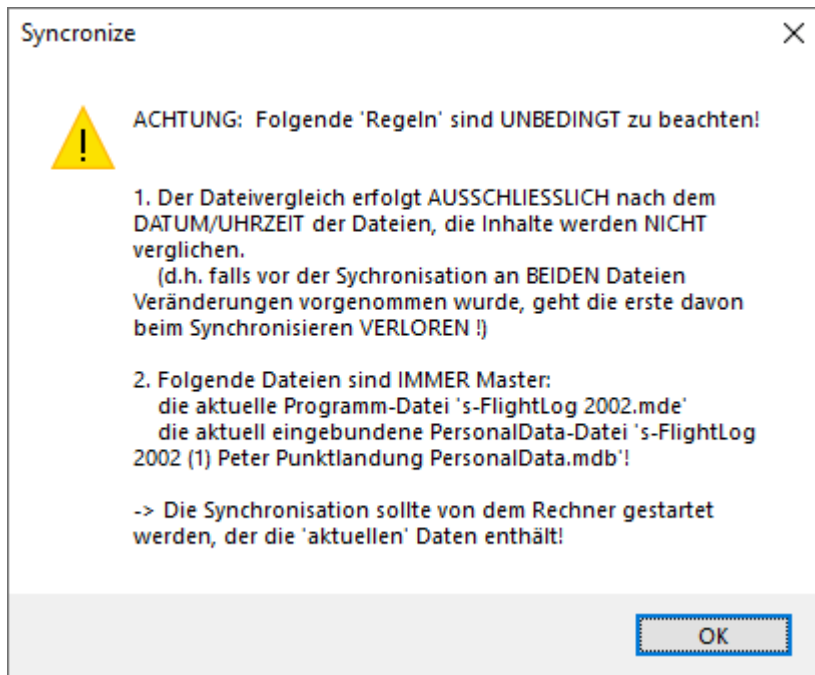 Syncronize
ACHTUNG:  Folgende 'Regeln' sind UNBEDINGT zu beachten!
1. Der Dateivergleich erfolgt AUSSCHLIESSLICH nach dem
DATUM/UHRZEIT der Dateien, die Inhalte werden NICHT
verglichen.
(d.h. falls vor der Sychronisation an BEIDEN Dateien
Veränderungen vorgenommen wurde, geht die erste davon
beim Synchronisieren VERLOREN !)
2. Folgende Dateien sind IMMER Master:
die aktuelle Programm-Datei 's-FlightLog 2002.mde'
die aktuell eingebundene PersonalData-Datei 's-FlightLog
2002 (1) Peter Punktlandung PersonalData.mdb'!
-> Die Synchronisation sollte von dem Rechner gestartet
werden, der die 'aktuellen' Daten enthält!
OK